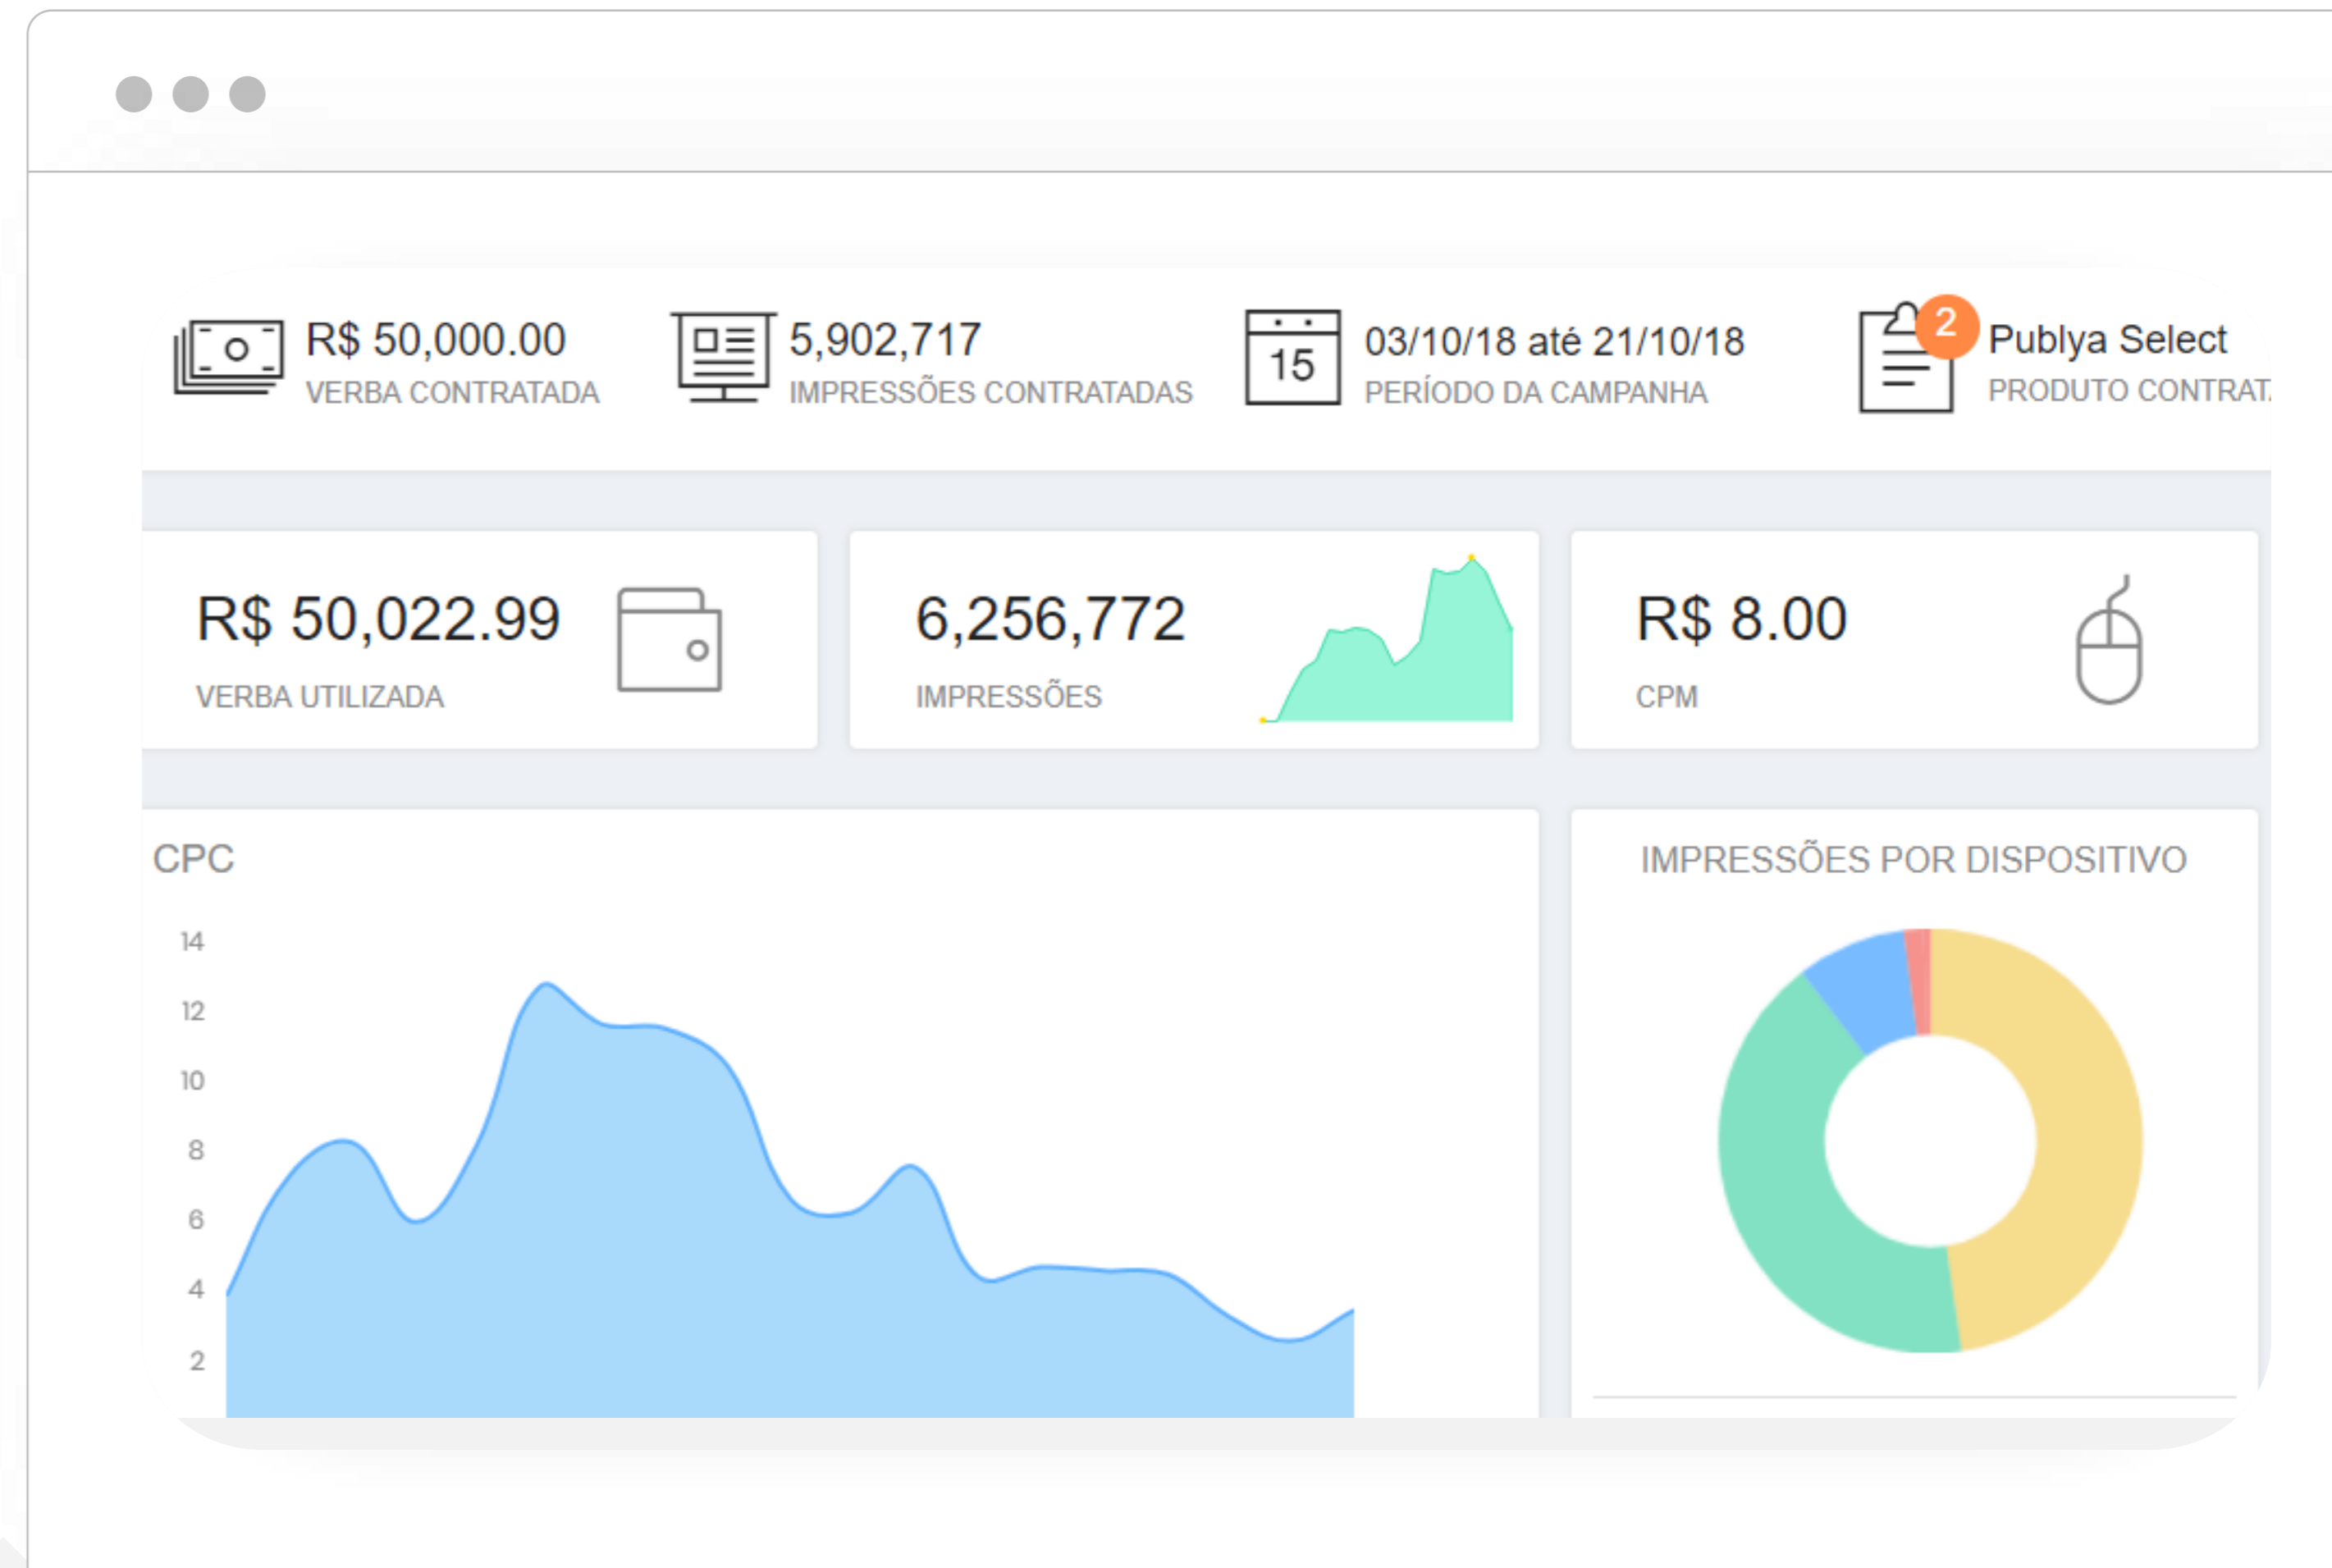 R$ 50,000.00
VERBA CONTRATADA
5,902,717
IMPRESSÕES CONTRATADAS
15
03/10/18 até 21/10/18
PERÍODO DA CAMPANHA
2
Publya Select
PRODUTO CONTRAT
R$ 50,022.99
VERBA UTILIZADA
6,256,772
IMPRESSÕES
R$ 8.00
CPM
CPC
14
12
10
8
6
4
2
IMPRESSÕES POR DISPOSITIVO